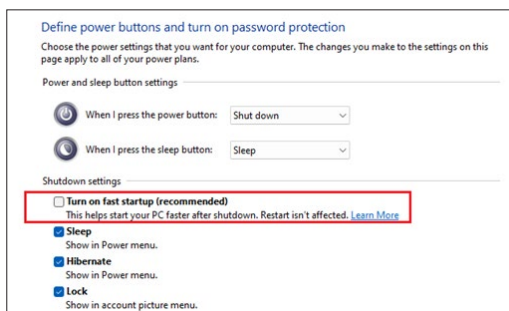 Define power buttons and turn on password protection
Choose the power settings that you want for your computer. The changes you make to the settings on this
page apply to all of your power plans.
Power and sleep button settings
When I press the power button: Shut down
When I press the sleep button: Sleep
Shutdown settings
Turn on fast startup (recommended)
This helps start your PC faster after shutdown. Restart isn't affected. Learn More
Sleep
Show in Power menu.
Hibernate
Show in Power menu.
Lock
Show in account picture menu.